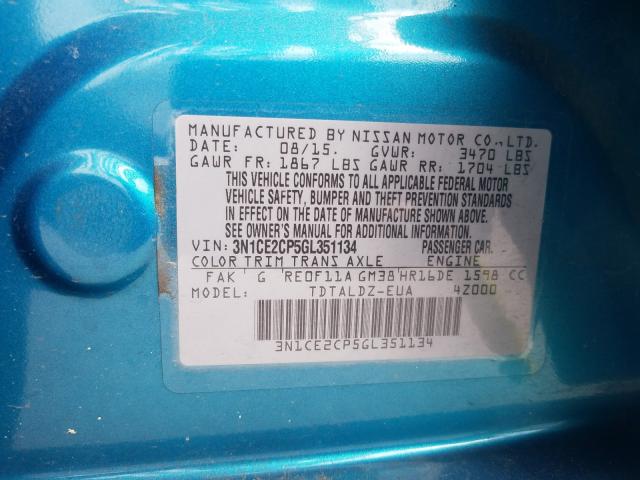 MANUFACTURED BY NISSAN MOTOR CO., LTD.
DATE: 08/15. GVWR: 3470 LBS
GAWR FR: 1867 LBS GAWR RR: 1704 LBS
THIS VEHICLE CONFORMS TO ALL APPLICABLE FEDERAL MOTOR
VEHICLE SAFETY, BUMPER AND THEFT PREVENTION STANDARDS
IN EFFECT ON THE DATE OF MANUFACTURE SHOWN ABOVE.
SEE OWNER'S MANUAL FOR ADDITIONAL INFORMATION.
VIN: 3N1CE2CP5GL351134 PASSENGER CAR.
COLOR TRIM TRANS AXLE ENGINE
FAK G RE0F11A GM38 HR16DE 1598 CC
MODEL: TDTALDZ-EUA 4Z000
3N1CE2CP5GL351134